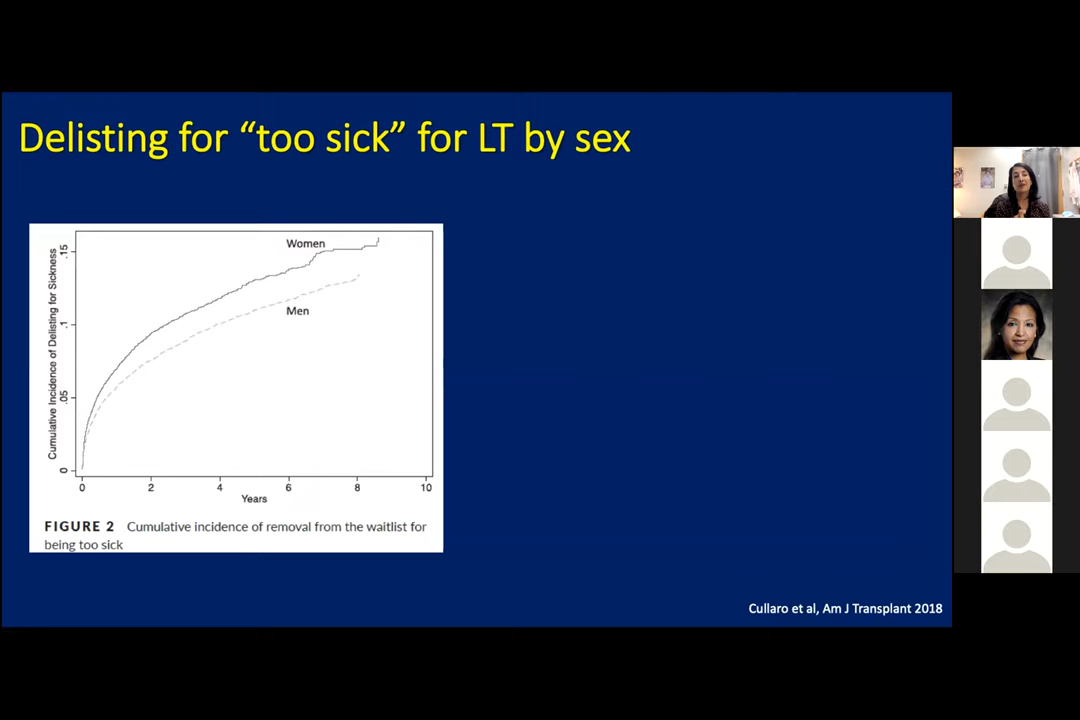 Delisting for “too sick” for LT by sex
Cumulative Incidence of Delisting for Sickness
.15
.1
.05
0
Women
Men
0 2 4 6 8 10
Years
FIGURE 2 Cumulative incidence of removal from the waitlist for
being too sick
Cullaro et al, Am J Transplant 2018